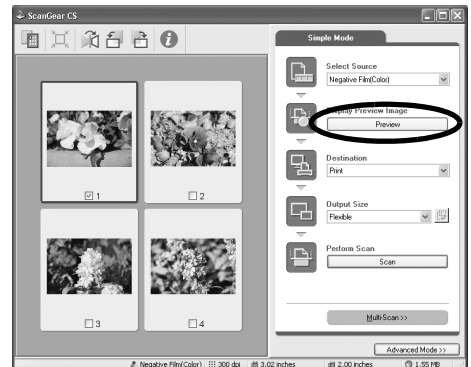 ScanGear CS
Simple Mode
Select Source
Negative Film(Color)
Display Preview Image
Preview
Destination
Print
Output Size
Flexible
Perform Scan
Scan
1
2
3
4
Multi-Scan >>
Advanced Mode >>
Negative Film(Color) 300 dpi 3.02 inches 2.00 inches 1.55 MB